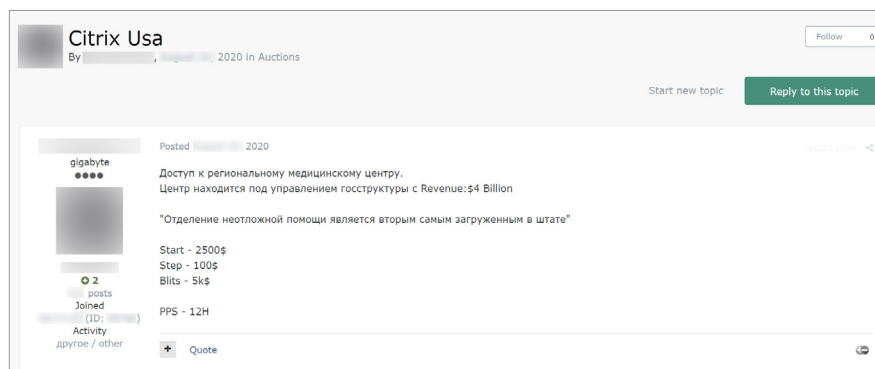 Citrix Usa
By , 2020 in Auctions
Follow 0
Start new topic
Reply to this topic
Posted 2020
gigabyte
Доступ к региональному медицинскому центру.
Центр находится под управлением госструктуры с Revenue:$4 Billion
"Отделение неотложной помощи является вторым самым загруженным в штате"
Start - 2500$
Step - 100$
Blits - 5k$
PPS - 12H
2
posts
Joined
(ID: )
Activity
другое / other
+ Quote